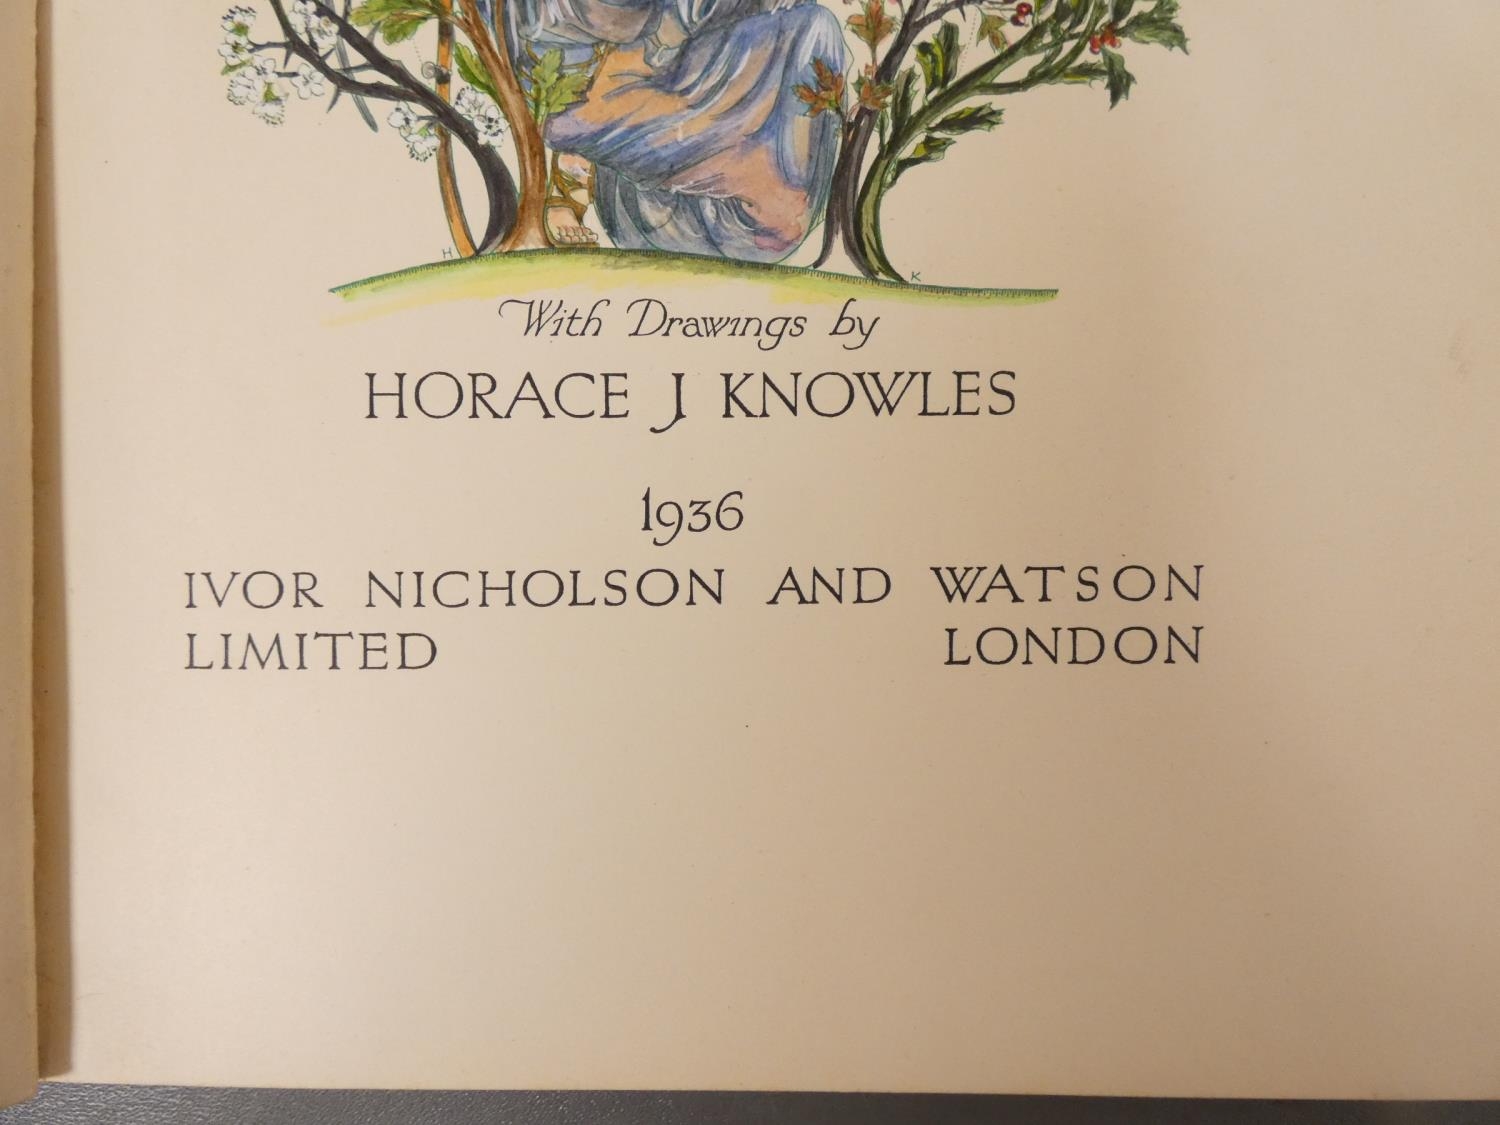 H K
With Drawings by
HORACE J KNOWLES
1936
IVOR NICHOLSON AND WATSON
LIMITED LONDON